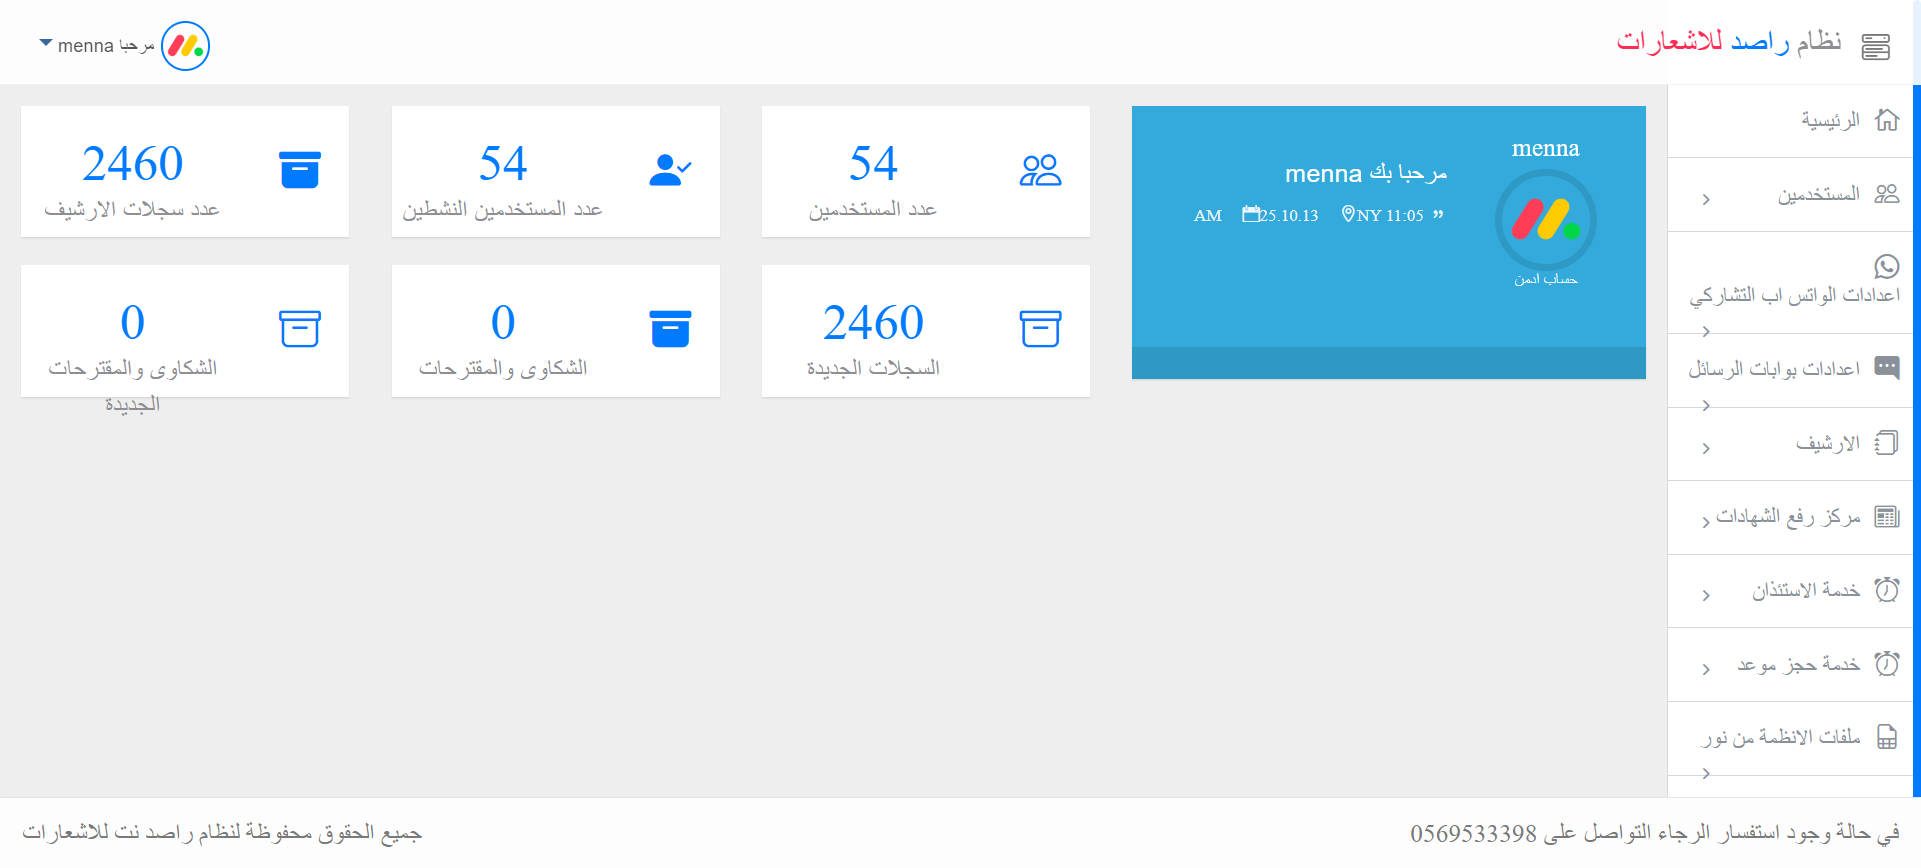 نظام راصد للاشعارات
مرحبا menna
الرئيسية
المستخدمين
اعدادات الواتس اب التشاركي
اعدادات بوابات الرسائل
الارشيف
مركز رفع الشهادات
خدمة الاستئذان
خدمة حجز موعد
ملفات الانظمة من نور
menna
حساب ادمن
مرحبا بك menna
AM 25.10.13 NY 11:05 "
54
عدد المستخدمين
54
عدد المستخدمين النشطين
2460
عدد سجلات الارشيف
2460
السجلات الجديدة
0
الشكاوى والمقترحات
0
الشكاوى والمقترحات
الجديدة
في حالة وجود استفسار الرجاء التواصل على 0569533398
جميع الحقوق محفوظة لنظام راصد نت للاشعارات